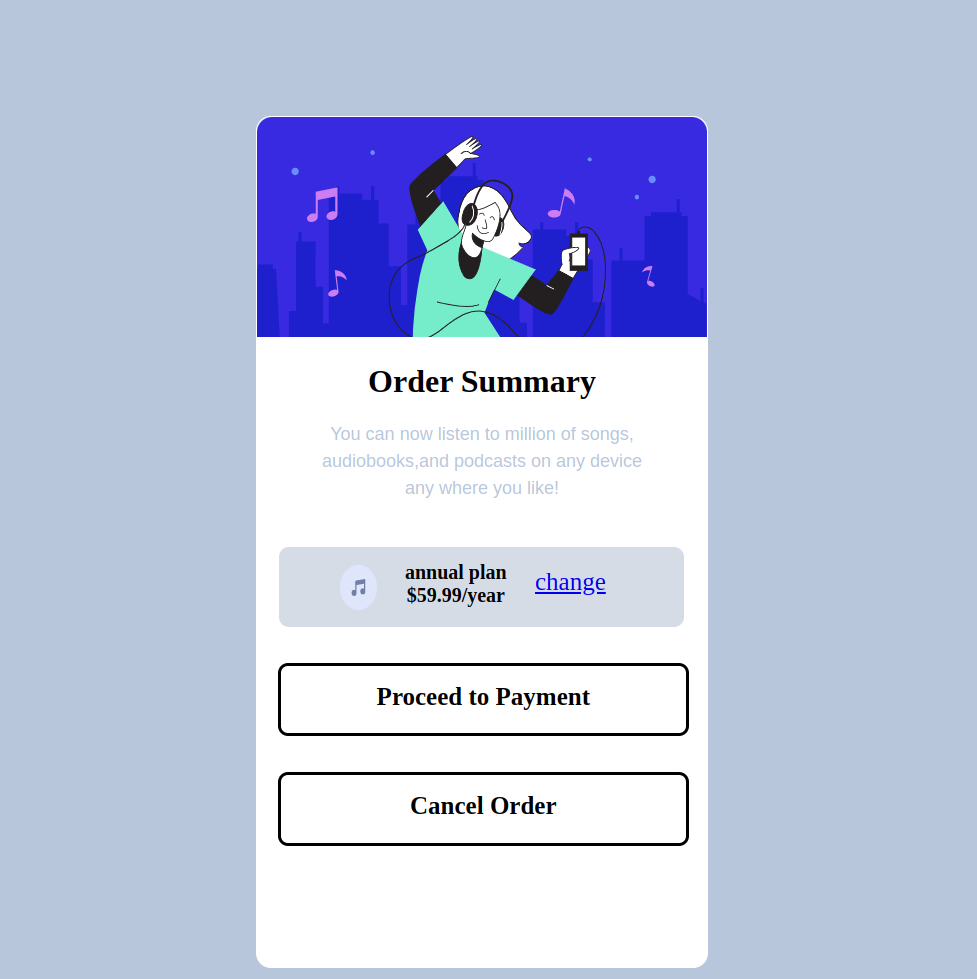 Order Summary
You can now listen to million of songs,
audiobooks,and podcasts on any device
any where you like!
annual plan
$59.99/year
change
Proceed to Payment
Cancel Order